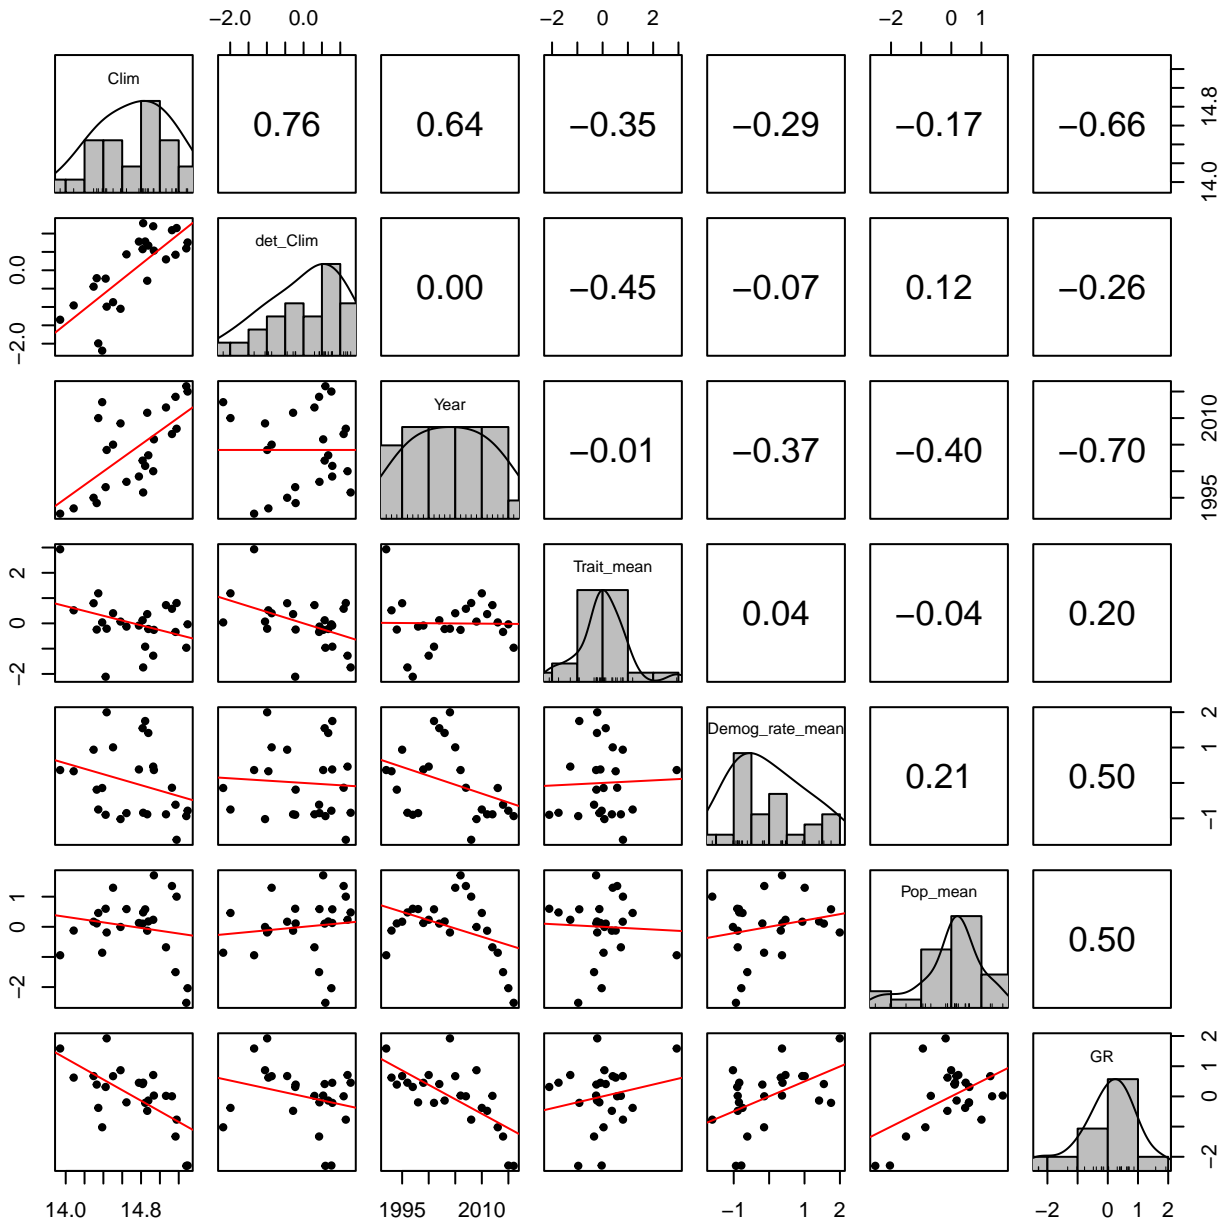 −2.0 0.0 −2 0 2 −2 0 1
Clim 0.76 0.64 −0.35 −0.29 −0.17 −0.66 14.0 14.8
−2.0 0.0 det_Clim 0.00 −0.45 −0.07 0.12 −0.26
Year −0.01 −0.37 −0.40 −0.70 1995 2010
−2 0 2 Trait_mean 0.04 −0.04 0.20
Demog_rate_mean 0.21 0.50 −1 1 2
−2 0 1 Pop_mean 0.50
GR −2 0 1 2
14.0 14.8 1995 2010 −1 1 2 −2 0 1 2